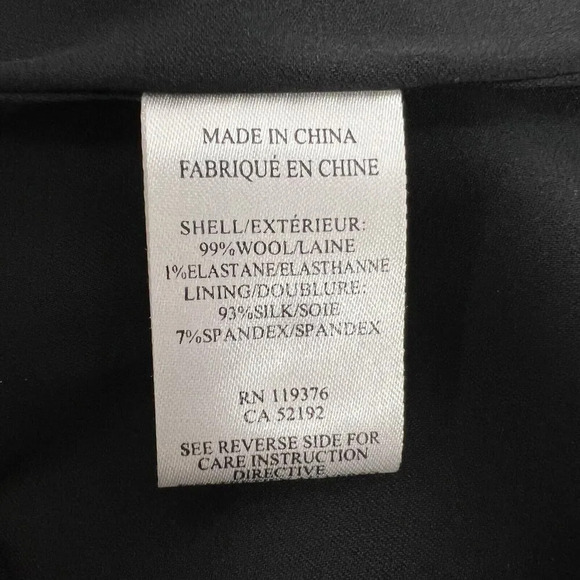 MADE IN CHINA
FABRIQUÉ EN CHINE
SHELL/EXTÉRIEUR:
99%WOOL/LAINE
1%ELASTANE/ELASTHANNE
LINING/DOUBLURE:
93%SILK/SOIE
7%SPANDEX/SPANDEX
RN 119376
CA 52192
SEE REVERSE SIDE FOR
CARE INSTRUCTION
DIRECTIVE